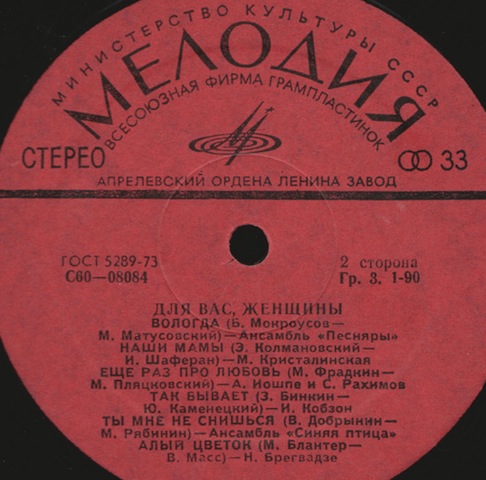 МИНИСТЕРСТВО КУЛЬТУРЫ СССР
МЕЛОДИЯ
ВСЕСОЮЗНАЯ ФИРМА ГРАМПЛАСТИНОК
СТЕРЕО
33
АПРЕЛЕВСКИЙ ОРДЕНА ЛЕНИНА ЗАВОД
ГОСТ 5289-73
С60—08084
2 сторона
Гр. 3. 1-90
ДЛЯ ВАС, ЖЕНЩИНЫ
ВОЛОГДА (Б. Мокроусов—
М. Матусовский)—Ансамбль «Песняры»
НАШИ МАМЫ (Э. Колмановский—
И. Шаферан)—М. Кристалинская
ЕЩЕ РАЗ ПРО ЛЮБОВЬ (М. Фрадкин—
М. Пляцковский)—А. Иошпе и С. Рахимов
ТАК БЫВАЕТ (З. Бинкин—
Ю. Каменецкий)—И. Кобзон
ТЫ МНЕ НЕ СНИШЬСЯ (В. Добрынин—
М. Рябинин)—Ансамбль «Синяя птица»
АЛЫЙ ЦВЕТОК (М. Блантер—
В. Масс)—Н. Брегвадзе